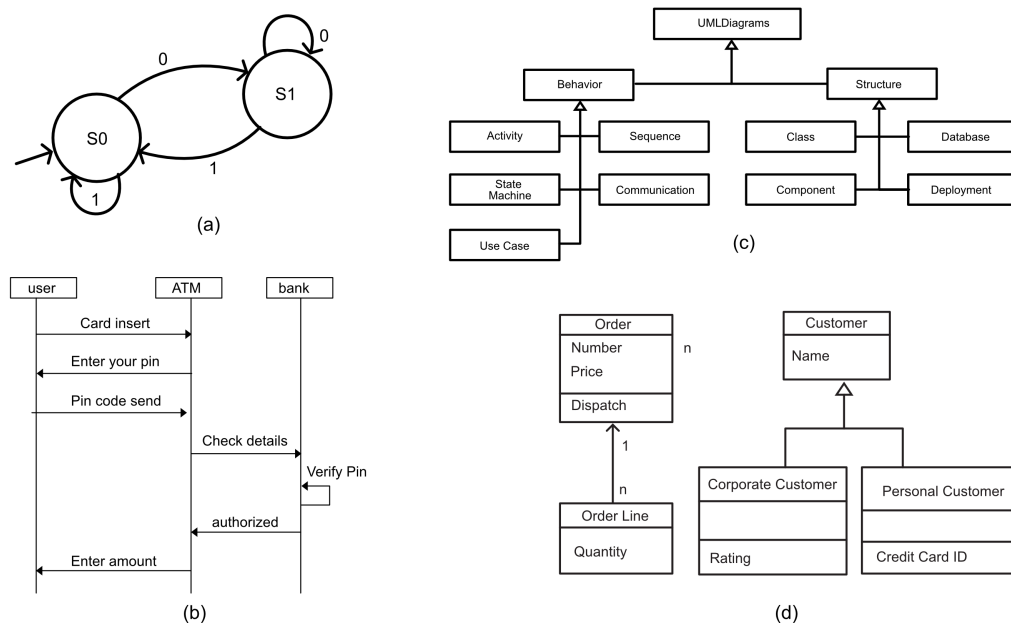 0
0
S1
S0
1
1
(a)
UMLDiagrams
Behavior
Structure
Activity
Sequence
Class
Database
State
Machine
Communication
Component
Deployment
Use Case
(c)
user
ATM
bank
Card insert
Enter your pin
Pin code send
Check details
Verify Pin
authorized
Enter amount
(b)
Order
Number
Price
Dispatch
n
1
n
Order Line
Quantity
Customer
Name
Corporate Customer
Rating
Personal Customer
Credit Card ID
(d)